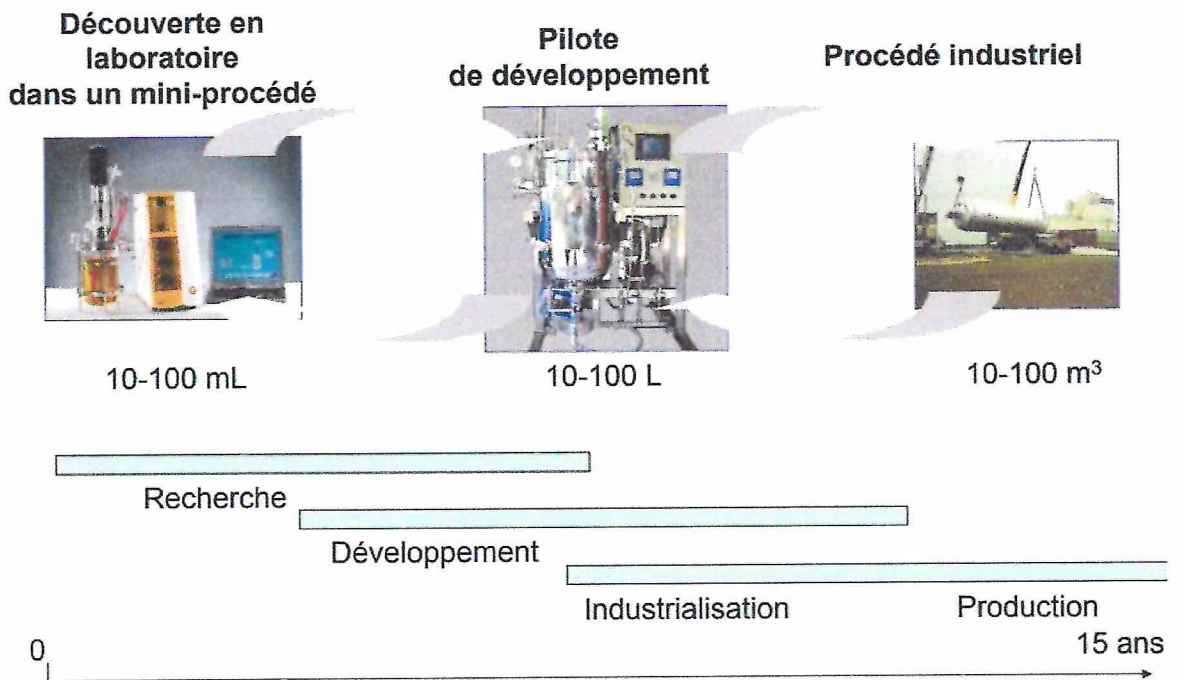 Découverte en
laboratoire
dans un mini-procédé
Pilote
de développement
Procédé industriel
10-100 mL
10-100 L
10-100 m³
Recherche
Développement
Industrialisation
Production
0
15 ans